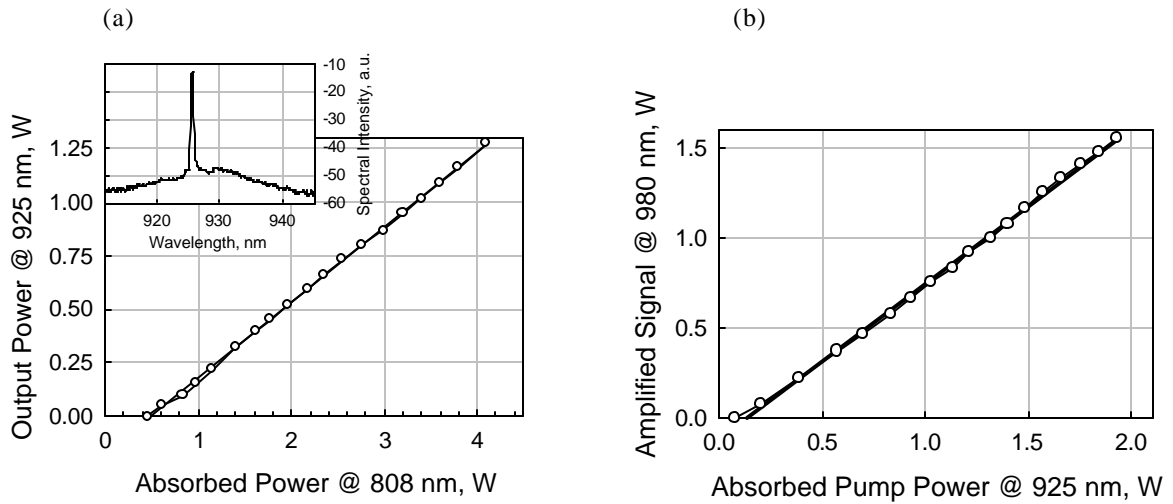 (a)
(b)
-10
-20
-30
-40
-50
-60
Spectral Intensity, a.u.
920 930 940
Wavelength, nm
Output Power @ 925 nm, W
1.25
1.00
0.75
0.50
0.25
0.00
0 1 2 3 4
Absorbed Power @ 808 nm, W
Amplified Signal @ 980 nm, W
1.5
1.0
0.5
0.0
0.0 0.5 1.0 1.5 2.0
Absorbed Pump Power @ 925 nm, W